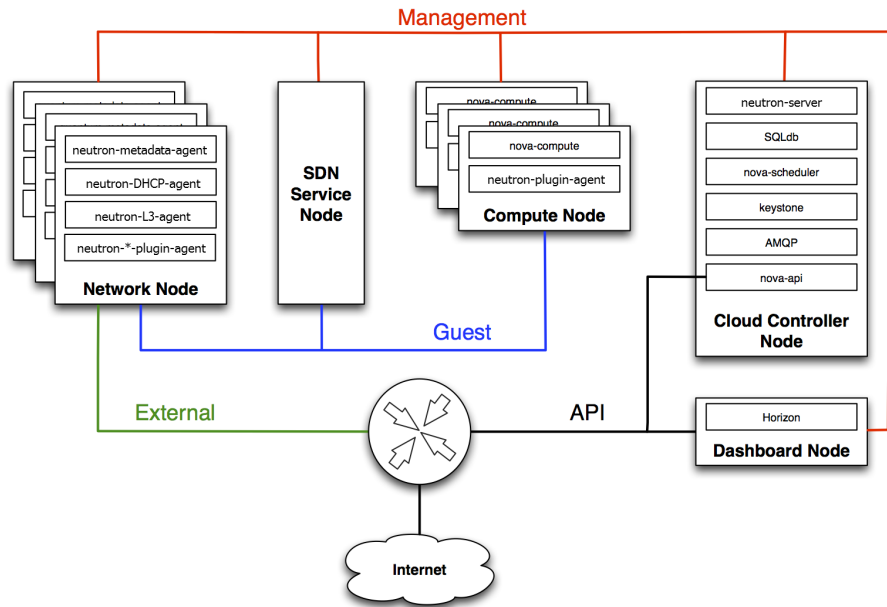 Management
nova-compute
nova-compute
neutron-metadata-agent
neutron-DHCP-agent
neutron-L3-agent
neutron-*-plugin-agent
Network Node
SDN
Service
Node
nova-compute
neutron-plugin-agent
Compute Node
neutron-server
SQLdb
nova-scheduler
keystone
AMQP
nova-api
Cloud Controller
Node
Guest
External
API
Horizon
Dashboard Node
Internet